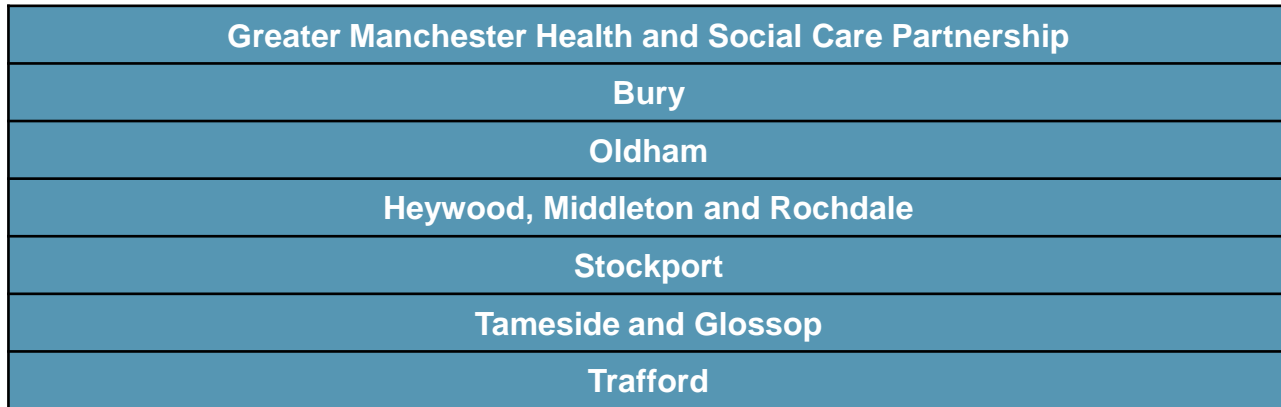 Greater Manchester Health and Social Care Partnership
Bury
Oldham
Heywood, Middleton and Rochdale
Stockport
Tameside and Glossop
Trafford